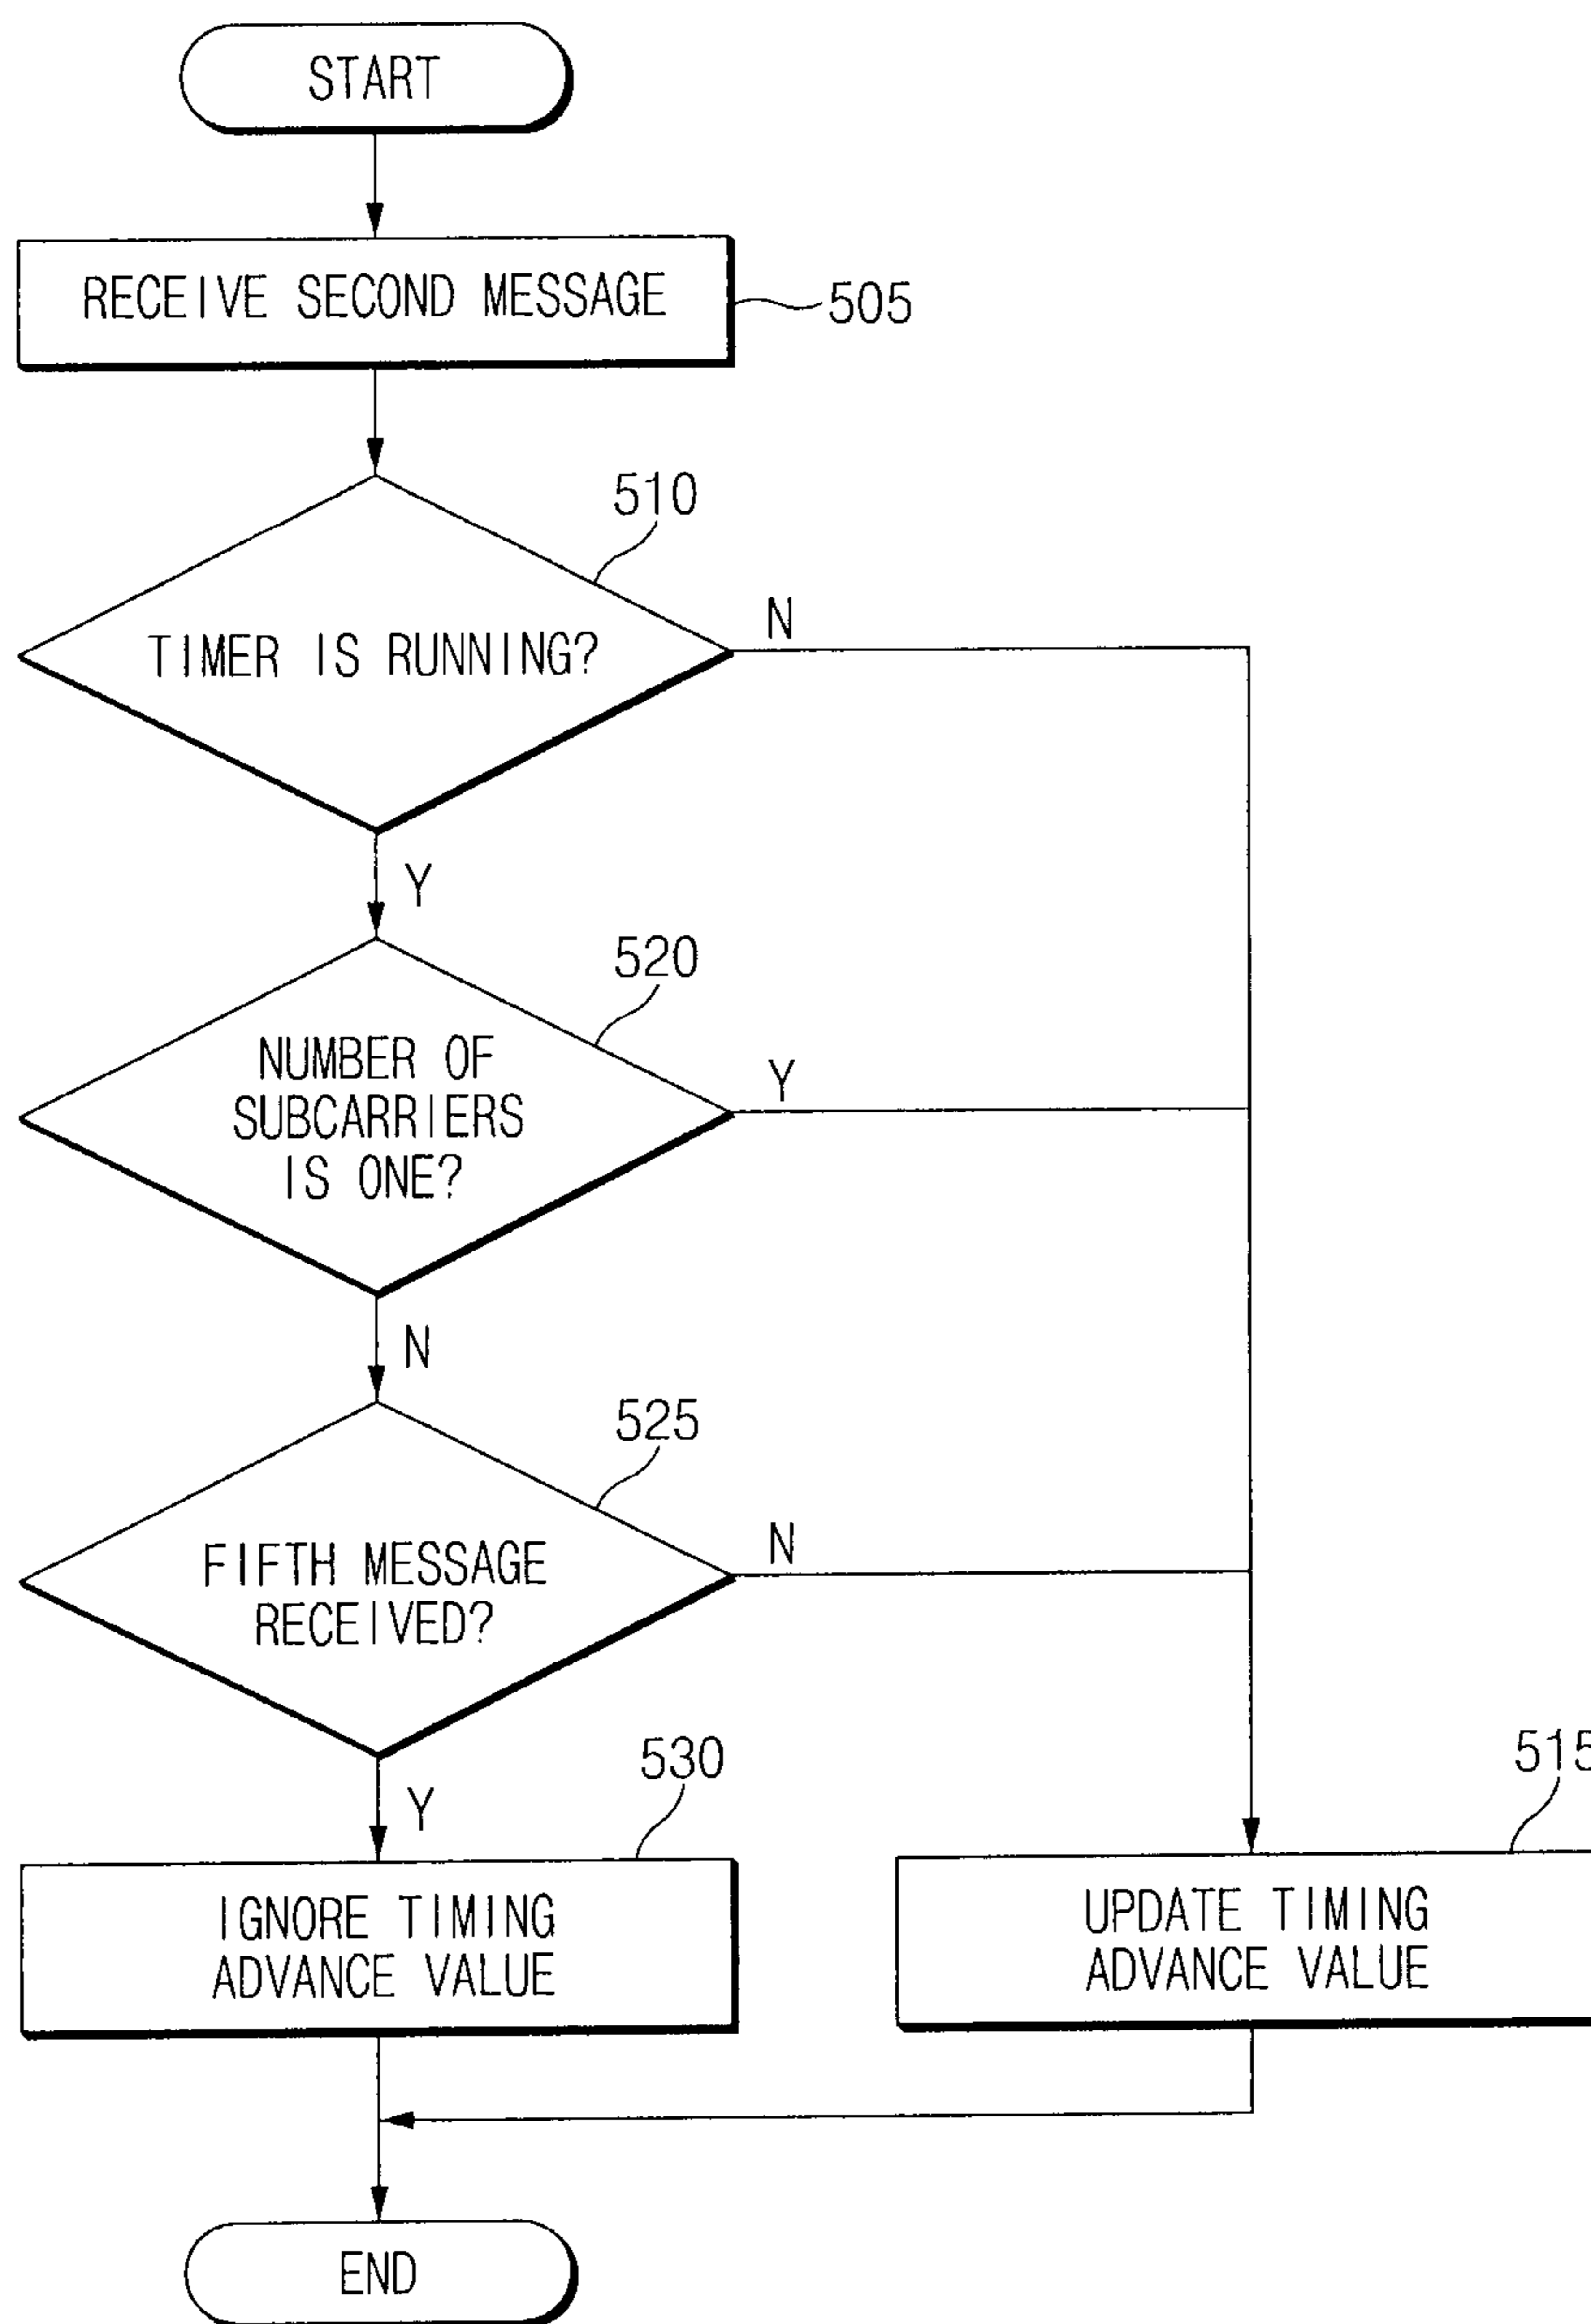 START
RECEIVE SECOND MESSAGE
505
510
TIMER IS RUNNING?
N
Y
520
NUMBER OF
SUBCARRIERS
IS ONE?
Y
N
525
FIFTH MESSAGE
RECEIVED?
N
Y
530
IGNORE TIMING
ADVANCE VALUE
515
UPDATE TIMING
ADVANCE VALUE
END